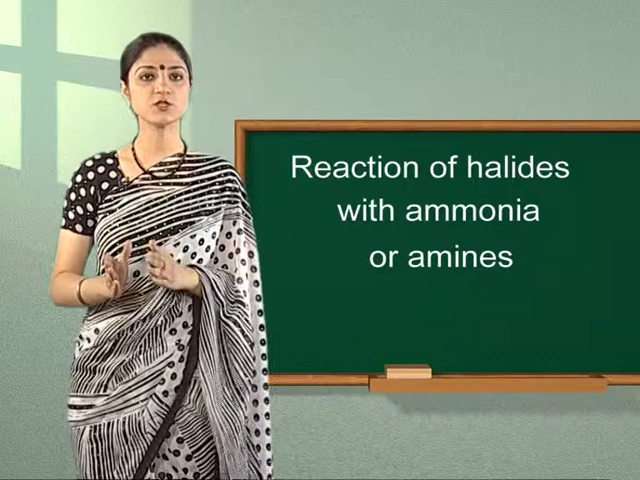 Reaction of halides
with ammonia
or amines